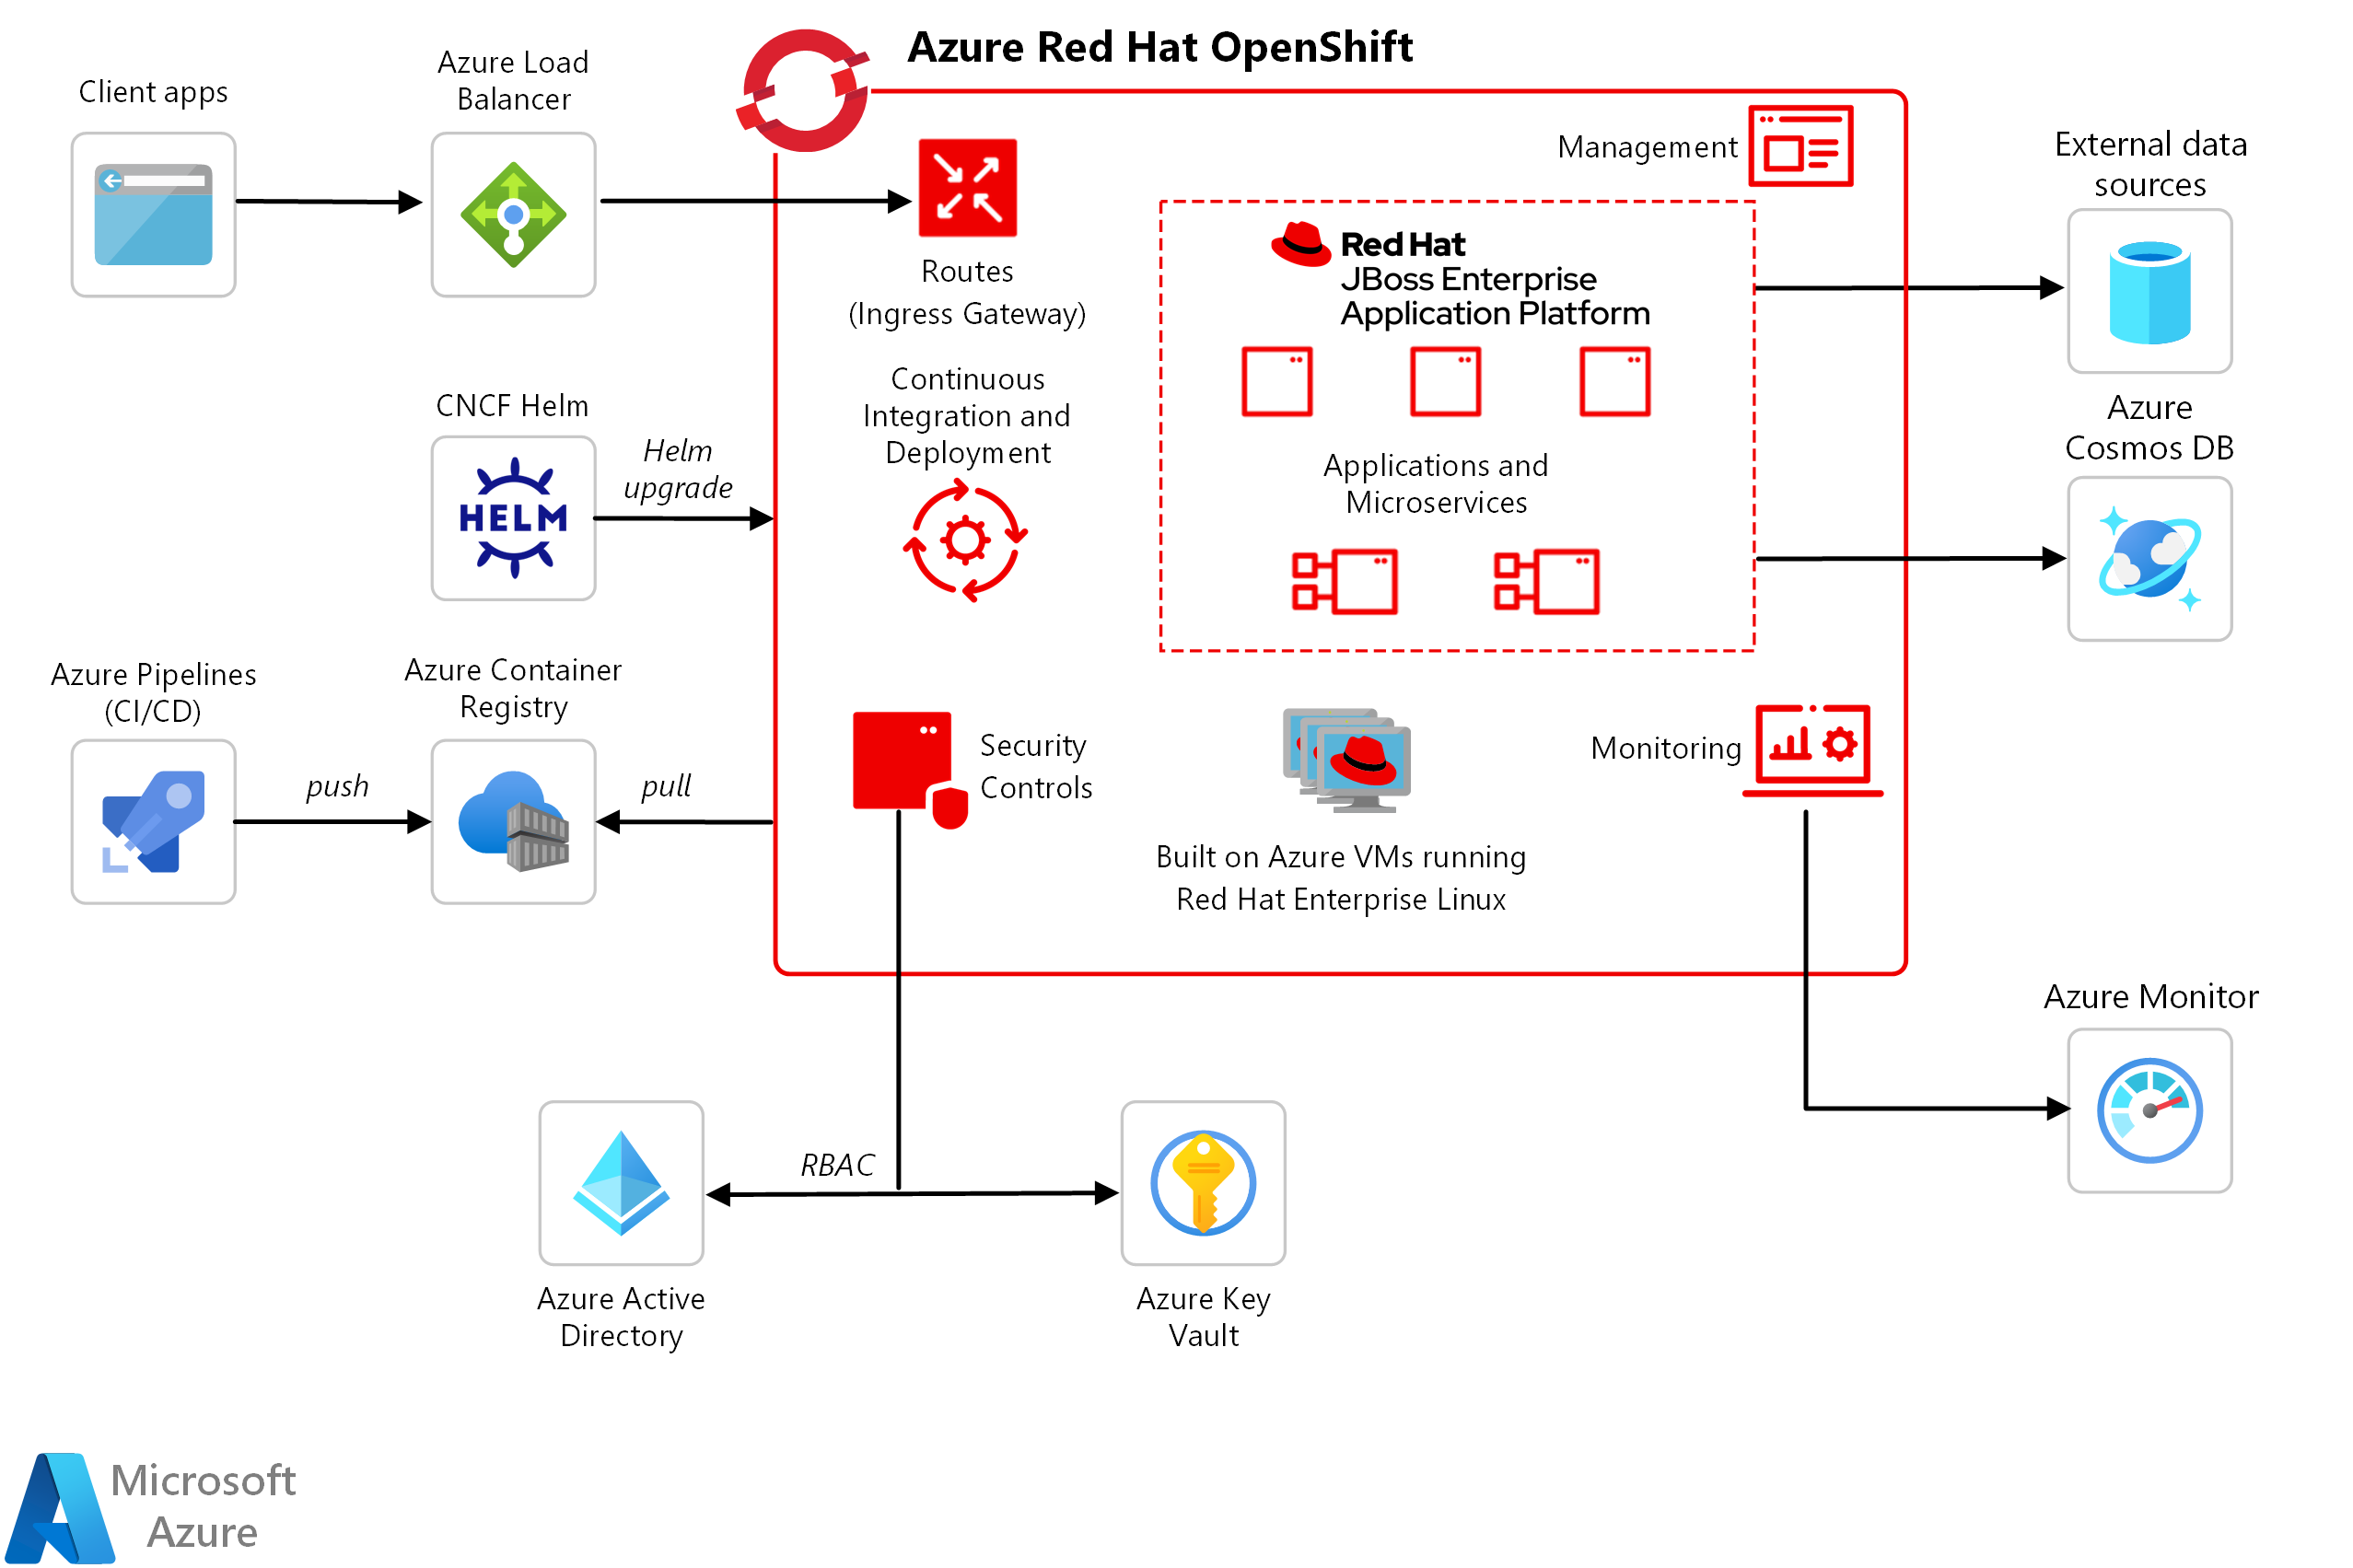 Azure Red Hat OpenShift
Client apps
Azure Load
Balancer
Management
External data
sources
Routes
(Ingress Gateway)
Red Hat
JBoss Enterprise
Application Platform
Continuous
Integration and
Deployment
CNCF Helm
HELM
Helm
upgrade
Applications and
Microservices
Azure
Cosmos DB
Azure Pipelines
(CI/CD)
Azure Container
Registry
push
pull
Security
Controls
Monitoring
Built on Azure VMs running
Red Hat Enterprise Linux
Azure Monitor
RBAC
Azure Active
Directory
Azure Key
Vault
Microsoft
Azure